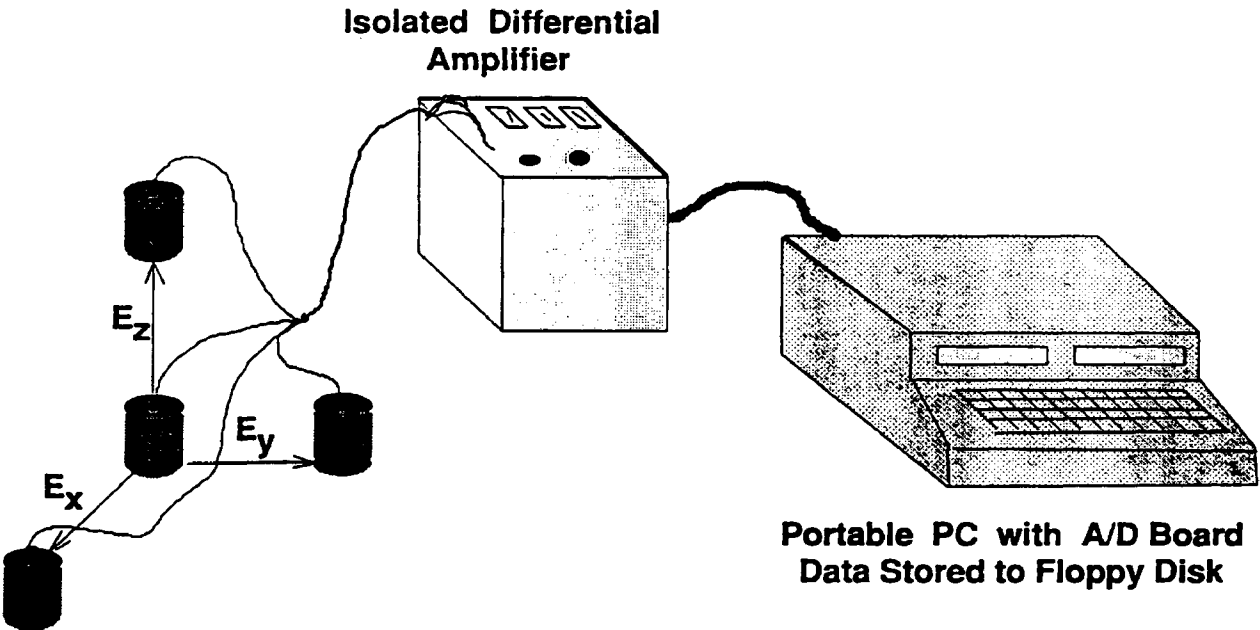 Isolated Differential
Amplifier
Ez
Ey
Ex
Portable PC with A/D Board
Data Stored to Floppy Disk